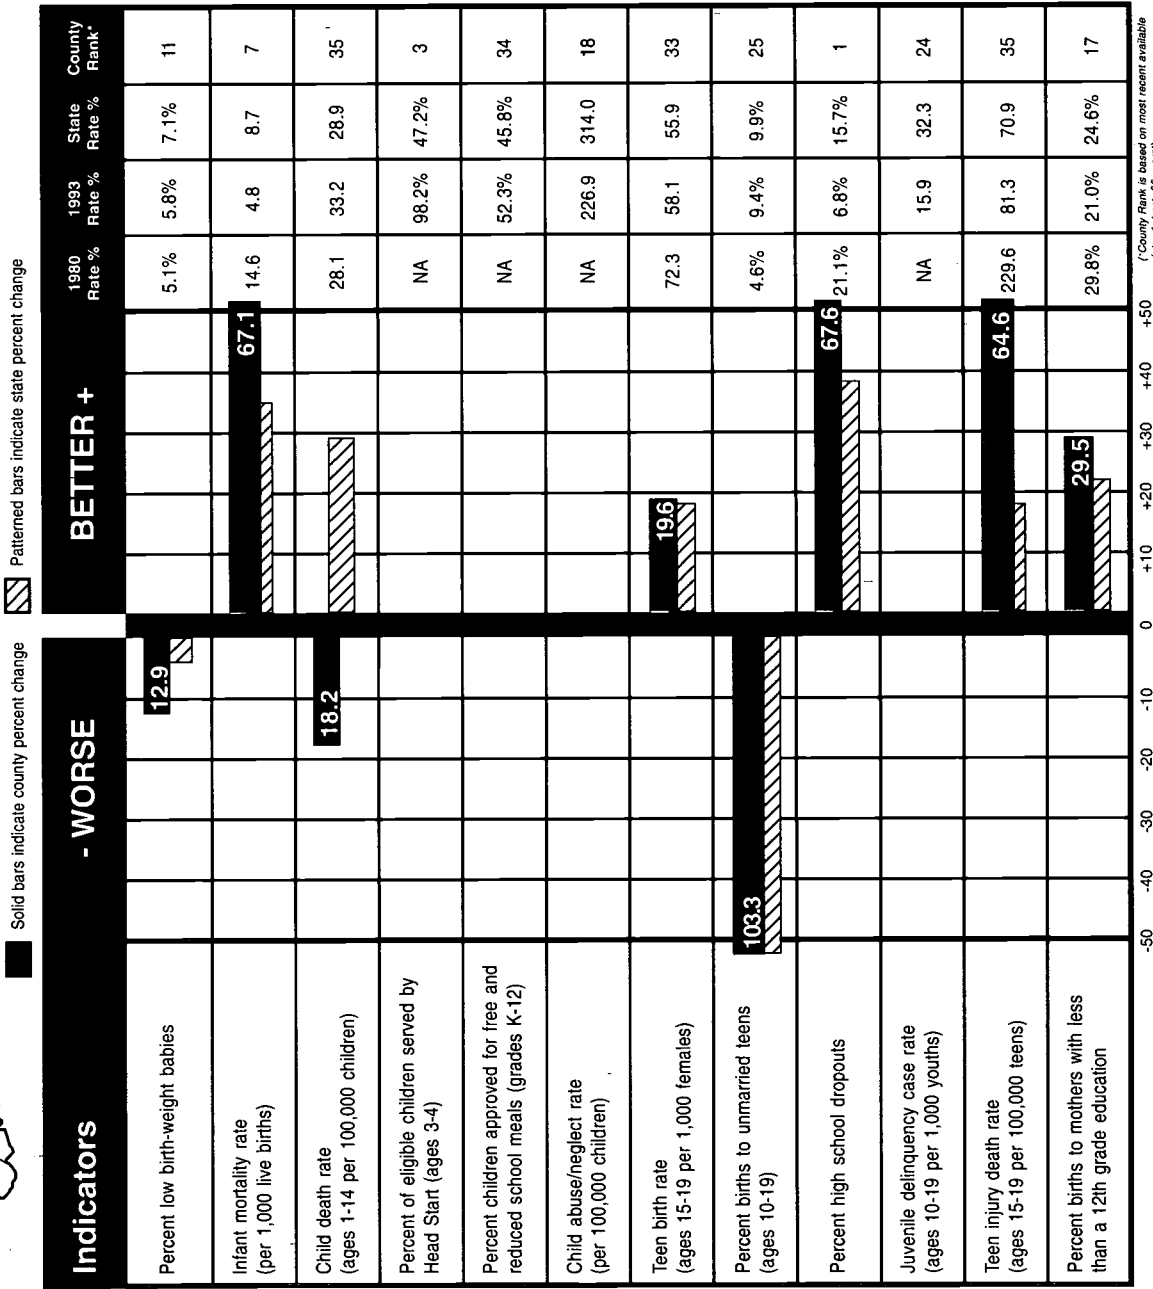 Solid bars indicate county percent change
Patterned bars indicate state percent change
Indicators
- WORSE
BETTER +
1980
Rate %
1993
Rate %
State
Rate %
County
Rank*
Percent low birth-weight babies
12.9
5.1%
5.8%
7.1%
11
Infant mortality rate
(per 1,000 live births)
67.1
14.6
4.8
8.7
7
Child death rate
(ages 1-14 per 100,000 children)
18.2
28.1
33.2
28.9
35
Percent of eligible children served by
Head Start (ages 3-4)
NA
98.2%
47.2%
3
Percent children approved for free and
reduced school meals (grades K-12)
NA
52.3%
45.8%
34
Child abuse/neglect rate
(per 100,000 children)
NA
226.9
314.0
18
Teen birth rate
(ages 15-19 per 1,000 females)
19.6
72.3
58.1
55.9
33
Percent births to unmarried teens
(ages 10-19)
103.3
4.6%
9.4%
9.9%
25
Percent high school dropouts
67.6
21.1%
6.8%
15.7%
1
Juvenile delinquency case rate
(ages 10-19 per 1,000 youths)
NA
15.9
32.3
24
Teen injury death rate
(ages 15-19 per 100,000 teens)
64.6
229.6
81.3
70.9
35
Percent births to mothers with less
than a 12th grade education
29.5
29.8%
21.0%
24.6%
17
-50
-40
-30
-20
-10
0
+10
+20
+30
+40
+50
(*County Rank is based on most recent available